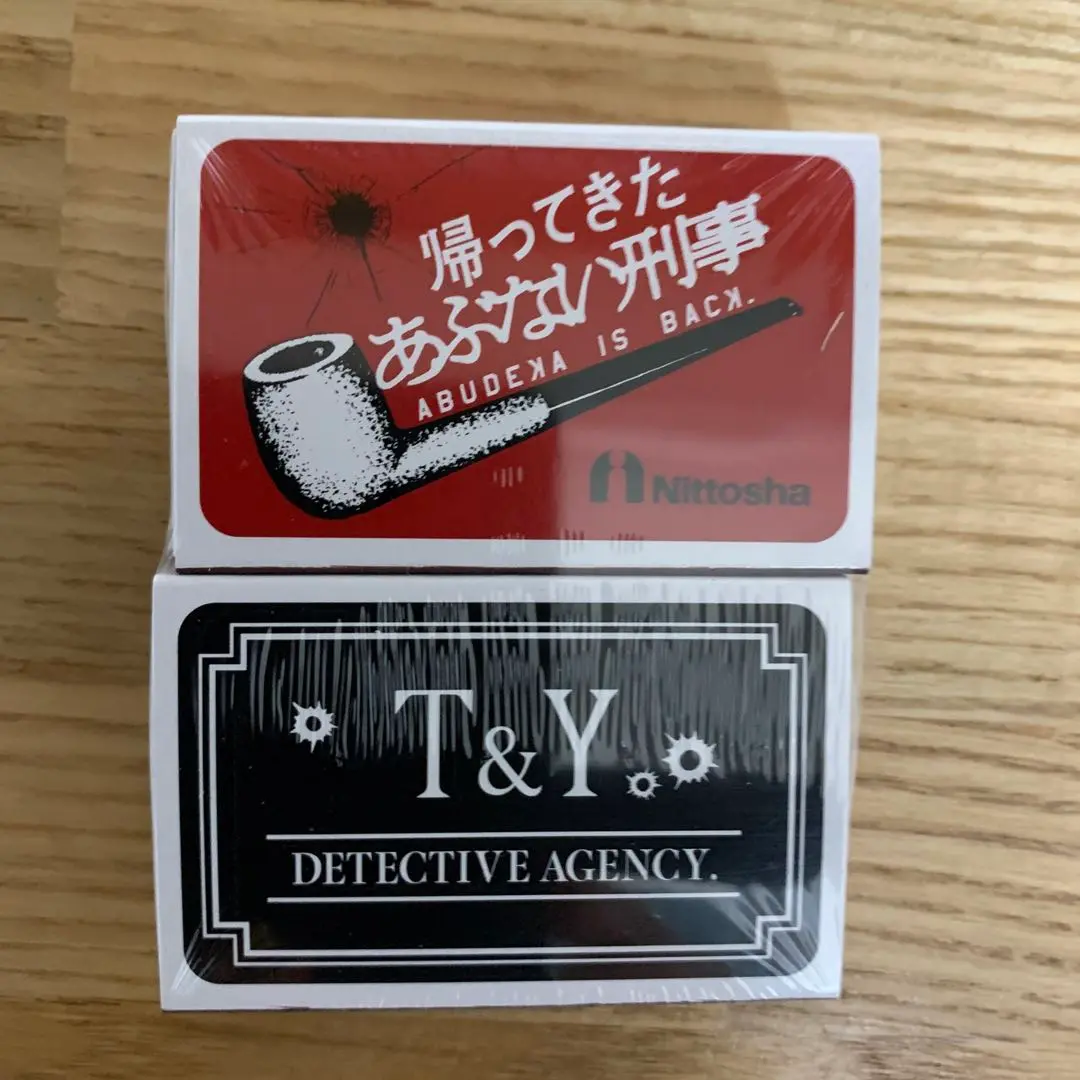 帰ってきた
あぶない刑事
ABUDEKA IS BACK.
Nittosha
T&Y
DETECTIVE AGENCY.